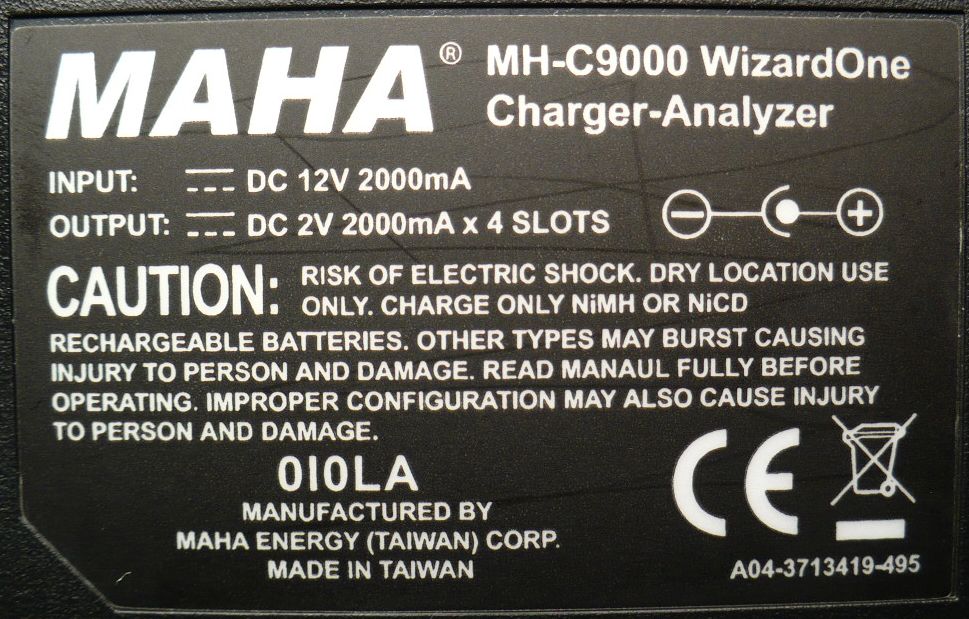 MAHA® MH-C9000 WizardOne
Charger-Analyzer
INPUT: DC 12V 2000mA
OUTPUT: DC 2V 2000mA x 4 SLOTS
CAUTION: RISK OF ELECTRIC SHOCK. DRY LOCATION USE
ONLY. CHARGE ONLY NiMH OR NiCD
RECHARGEABLE BATTERIES. OTHER TYPES MAY BURST CAUSING
INJURY TO PERSON AND DAMAGE. READ MANAUL FULLY BEFORE
OPERATING. IMPROPER CONFIGURATION MAY ALSO CAUSE INJURY
TO PERSON AND DAMAGE.
0I0LA
MANUFACTURED BY
MAHA ENERGY (TAIWAN) CORP.
MADE IN TAIWAN
CE
A04-3713419-495